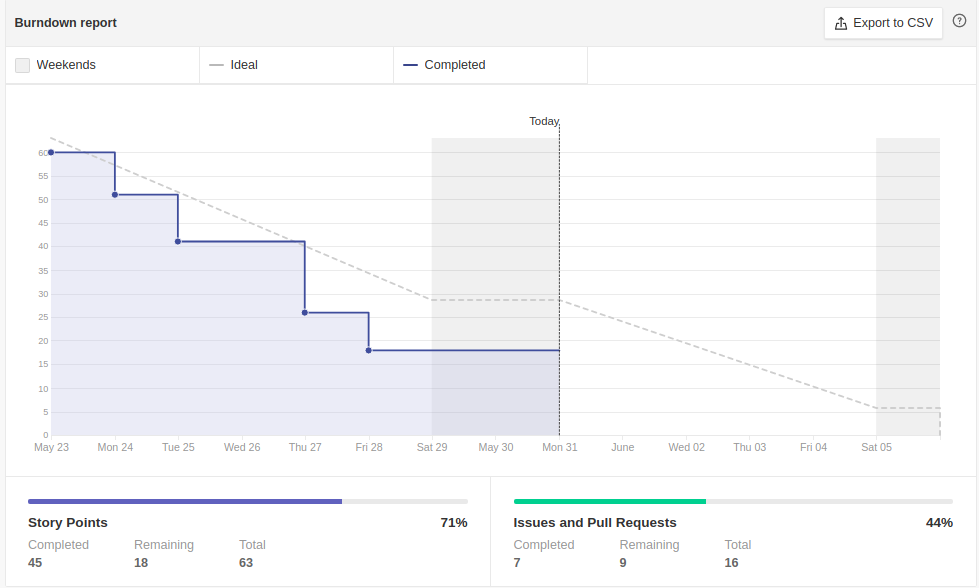 Burndown report
Export to CSV
?
Weekends
Ideal
Completed
Today
60
55
50
45
40
35
30
25
20
15
10
5
0
May 23 Mon 24 Tue 25 Wed 26 Thu 27 Fri 28 Sat 29 May 30 Mon 31 June Wed 02 Thu 03 Fri 04 Sat 05
Story Points 71%
Completed Remaining Total
45 18 63
Issues and Pull Requests 44%
Completed Remaining Total
7 9 16